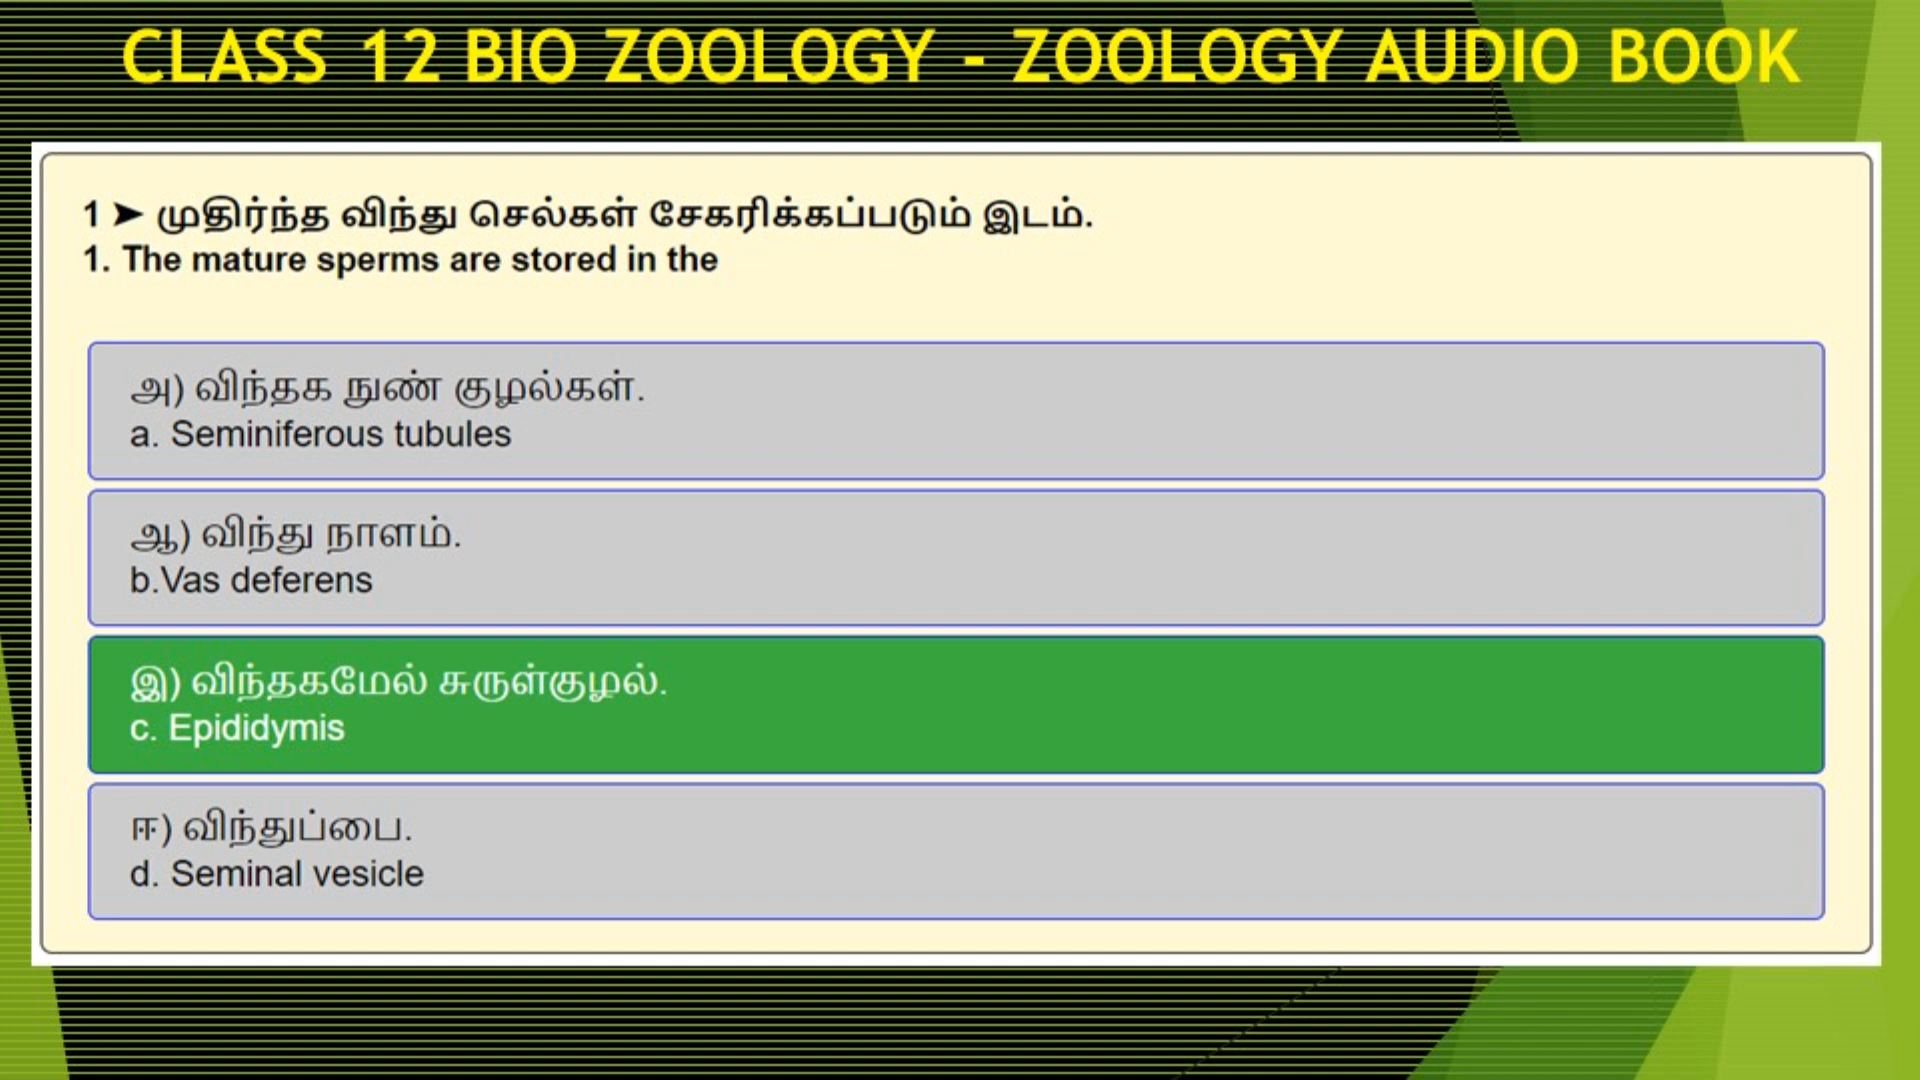 CLASS 12 BIO ZOOLOGY - ZOOLOGY AUDIO BOOK
1 ➤ முதிர்ந்த விந்து செல்கள் சேகரிக்கப்படும் இடம்.
1. The mature sperms are stored in the
அ) விந்தக நுண் குழல்கள்.
a. Seminiferous tubules
ஆ) விந்து நாளம்.
b.Vas deferens
இ) விந்தகமேல் சுருள்குழல்.
c. Epididymis
ஈ) விந்துப்பை.
d. Seminal vesicle